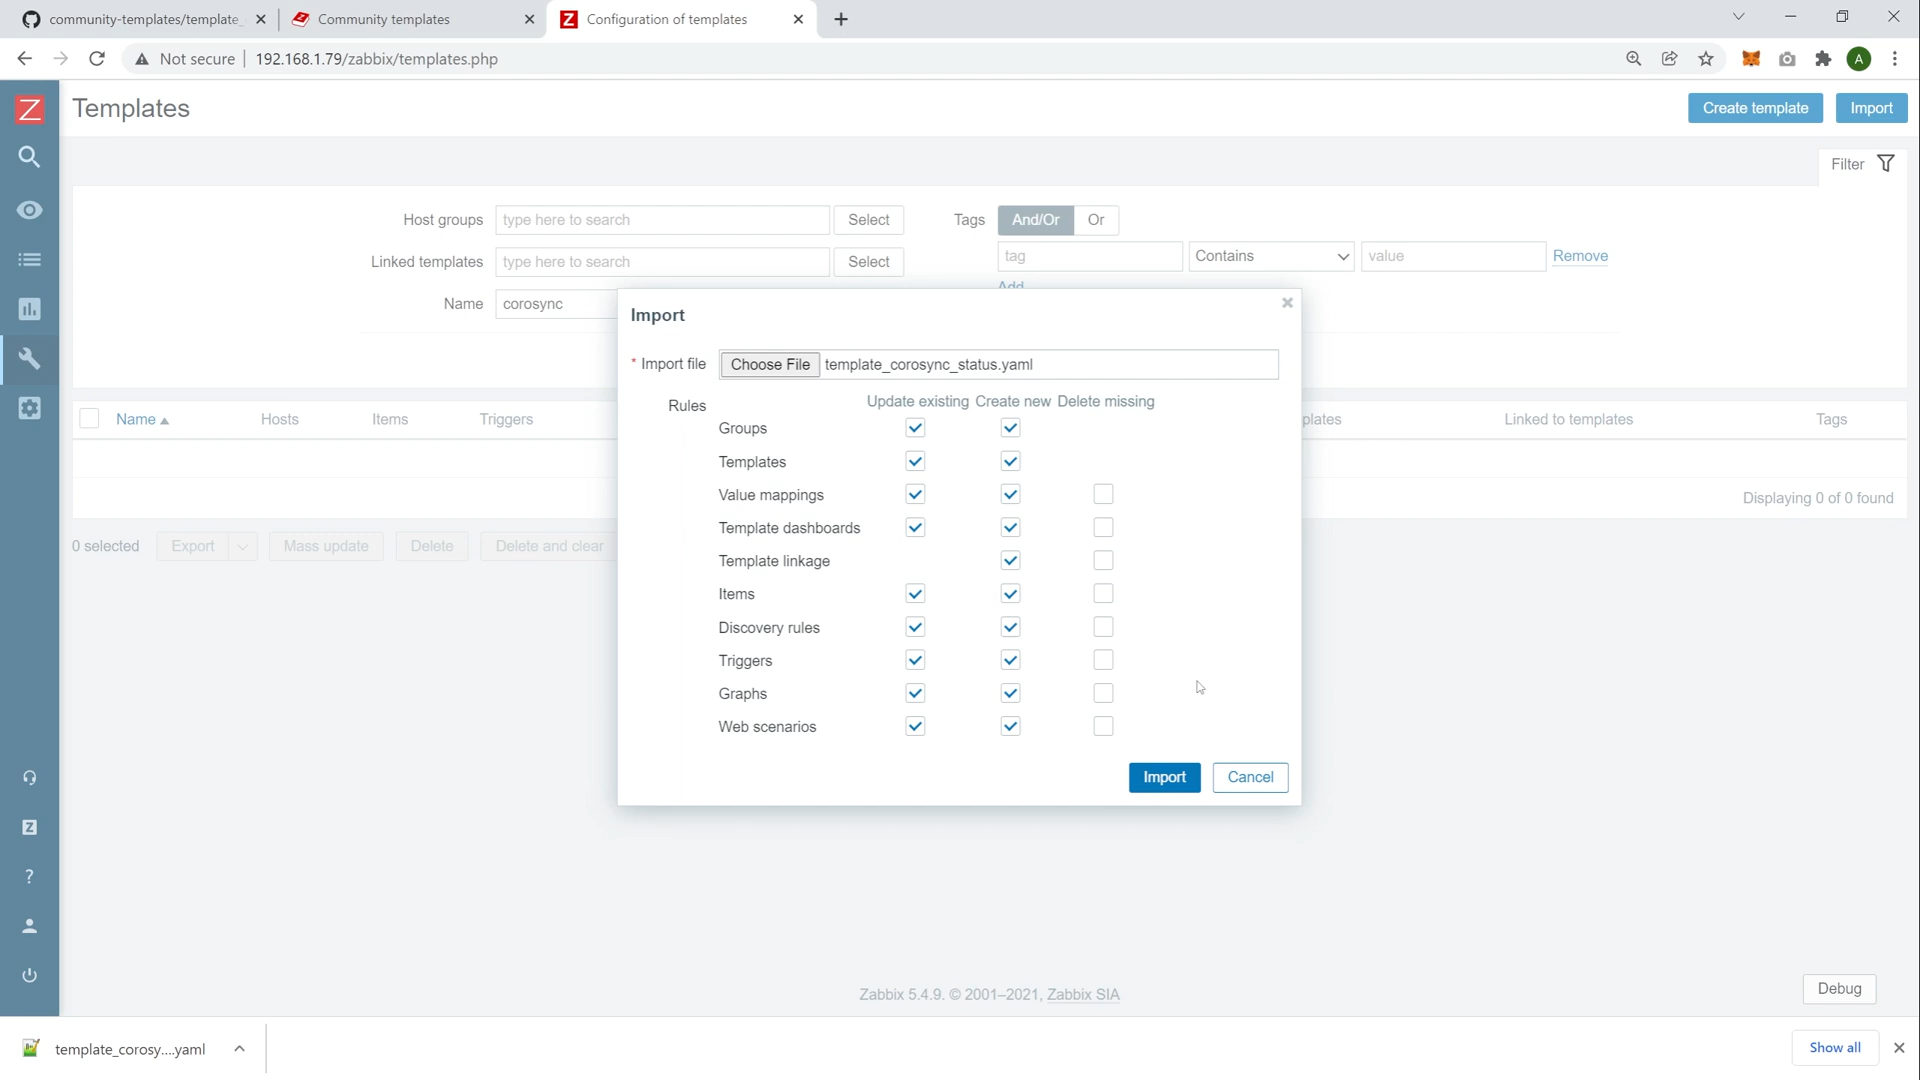 community-templates/template_
Community templates
Configuration of templates
Not secure
192.168.1.79/zabbix/templates.php
A
Z
Templates
Create template
Import
Filter
Host groups
type here to search
Select
Tags
And/Or
Or
Linked templates
type here to search
Select
tag
Contains
value
Remove
Name
corosync
Add
Import
* Import file
Choose File
template_corosync_status.yaml
Rules
Update existing
Create new
Delete missing
Groups
Templates
Value mappings
Template dashboards
Template linkage
Items
Discovery rules
Triggers
Graphs
Web scenarios
Import
Cancel
Name
Hosts
Items
Triggers
plates
Linked to templates
Tags
Displaying 0 of 0 found
0 selected
Export
Mass update
Delete
Delete and clear
Z
?
Zabbix 5.4.9. © 2001–2021, Zabbix SIA
Debug
template_corosy....yaml
Show all